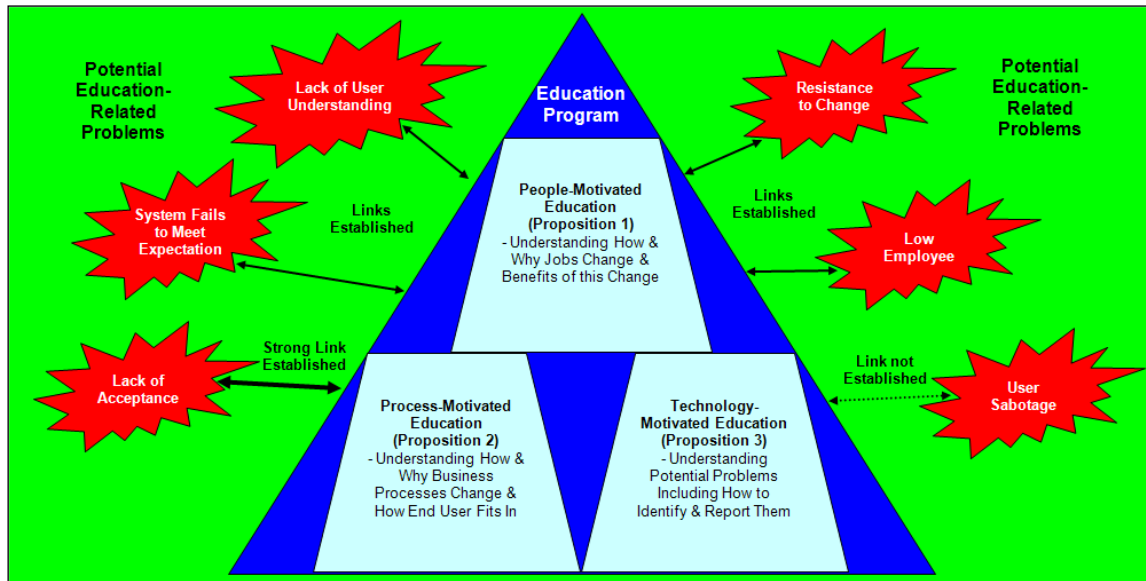 Potential
Education-
Related
Problems
Lack of User
Understanding
Education
Program
Resistance
to Change
Potential
Education-
Related
Problems
System Fails
to Meet
Expectation
Links
Established
People-Motivated
Education
(Proposition 1)
- Understanding How &
Why Jobs Change &
Benefits of this Change
Links
Established
Low
Employee
Lack of
Acceptance
Strong Link
Established
Process-Motivated
Education
(Proposition 2)
- Understanding How &
Why Business
Processes Change &
How End User Fits In
Technology-
Motivated Education
(Proposition 3)
- Understanding
Potential Problems
Including How to
Identify & Report Them
Link not
Established
User
Sabotage